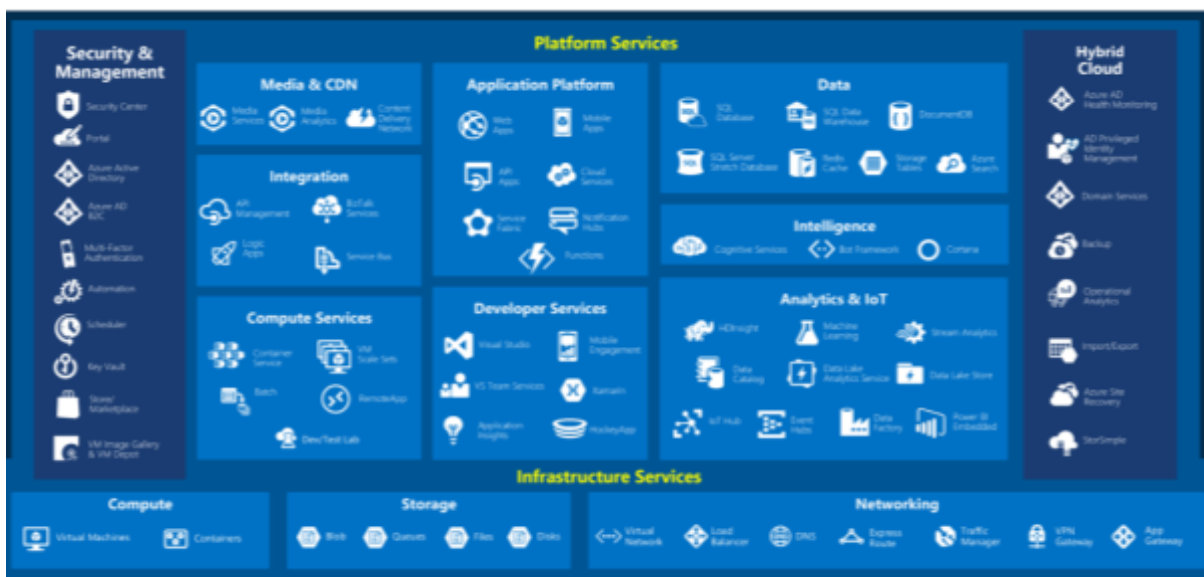 Platform Services
Security &
Management
Security Center
Portal
Azure Active
Directory
Azure AD
B2C
Multi-Factor
Authentication
Automation
Scheduler
Key Vault
Store/
Marketplace
VM Image Gallery
& VM Depot
Media & CDN
Media
Services
Media
Analytics
Content
Delivery
Network
Integration
API
Management
BizTalk
Services
Logic
Apps
Service Bus
Compute Services
Container
Service
VM
Scale Sets
Batch
RemoteApp
Dev/Test Lab
Application Platform
Web
Apps
Mobile
Apps
API
Apps
Cloud
Services
Service
Fabric
Notification
Hubs
Functions
Developer Services
Visual Studio
Mobile
Engagement
VS Team Services
Xamarin
Application
Insights
HockeyApp
Data
SQL
Database
SQL Data
Warehouse
DocumentDB
SQL Server
Stretch Database
Redis
Cache
Storage
Tables
Azure
Search
Intelligence
Cognitive Services
Bot Framework
Cortana
Analytics & IoT
HDInsight
Machine
Learning
Stream Analytics
Data
Catalog
Data Lake
Analytics Service
Data Lake Store
IoT Hub
Event
Hubs
Data
Factory
Power BI
Embedded
Hybrid
Cloud
Azure AD
Health Monitoring
AD Privileged
Identity
Management
Domain Services
Backup
Operational
Analytics
Import/Export
Azure Site
Recovery
StorSimple
Infrastructure Services
Compute
Virtual Machines
Containers
Storage
Blob
Queues
Files
Disks
Networking
Virtual
Network
Load
Balancer
DNS
Express
Route
Traffic
Manager
VPN
Gateway
App
Gateway